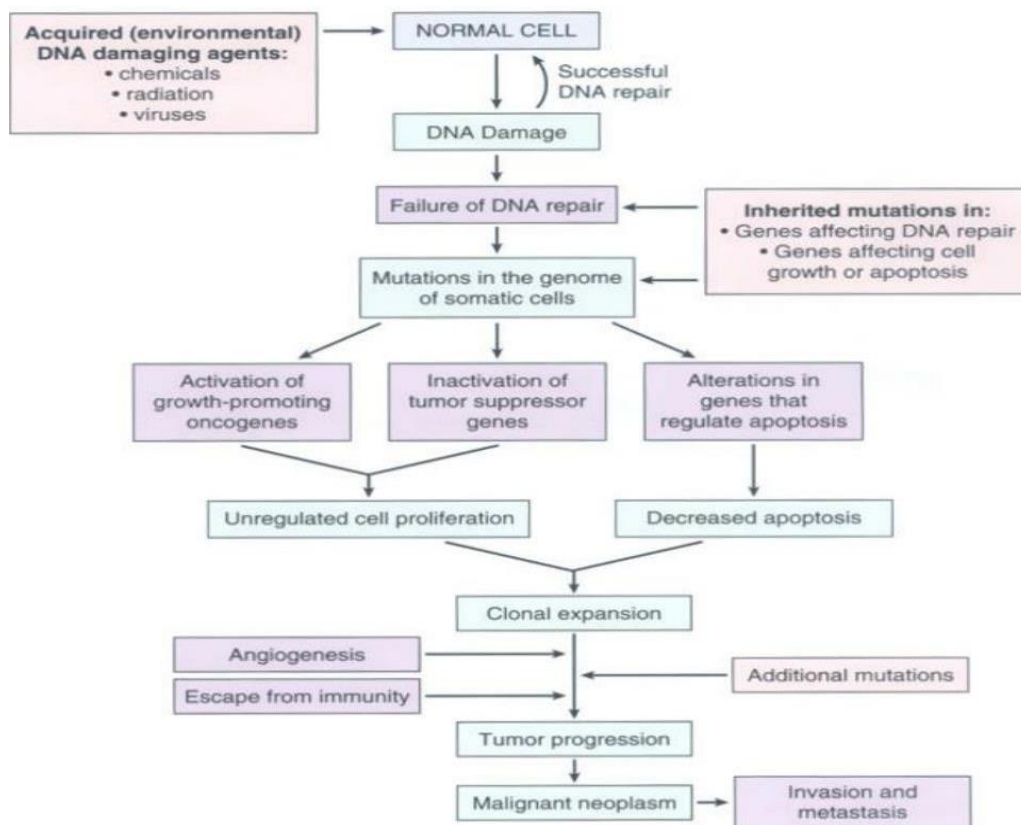 Acquired (environmental)
DNA damaging agents:
• chemicals
• radiation
• viruses
NORMAL CELL
Successful
DNA repair
DNA Damage
Failure of DNA repair
Inherited mutations in:
• Genes affecting DNA repair
• Genes affecting cell
growth or apoptosis
Mutations in the genome
of somatic cells
Activation of
growth-promoting
oncogenes
Inactivation of
tumor suppressor
genes
Alterations in
genes that
regulate apoptosis
Unregulated cell proliferation
Decreased apoptosis
Clonal expansion
Angiogenesis
Additional mutations
Escape from immunity
Tumor progression
Malignant neoplasm
Invasion and
metastasis